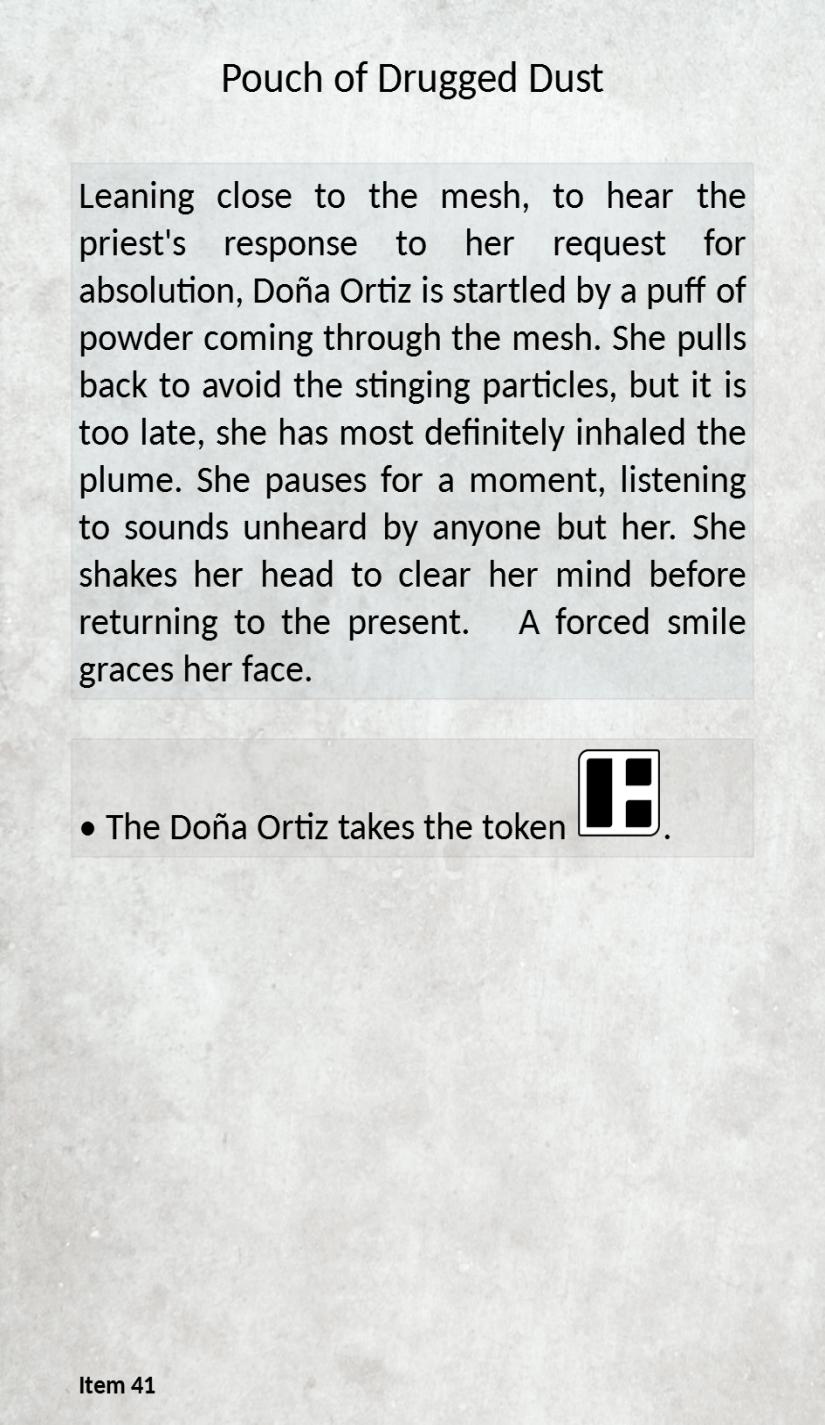 Pouch of Drugged Dust
Leaning close to the mesh, to hear the
priest's response to her request for
absolution, Doña Ortiz is startled by a puff of
powder coming through the mesh. She pulls
back to avoid the stinging particles, but it is
too late, she has most definitely inhaled the
plume. She pauses for a moment, listening
to sounds unheard by anyone but her. She
shakes her head to clear her mind before
returning to the present. A forced smile
graces her face.
• The Doña Ortiz takes the token .
Item 41